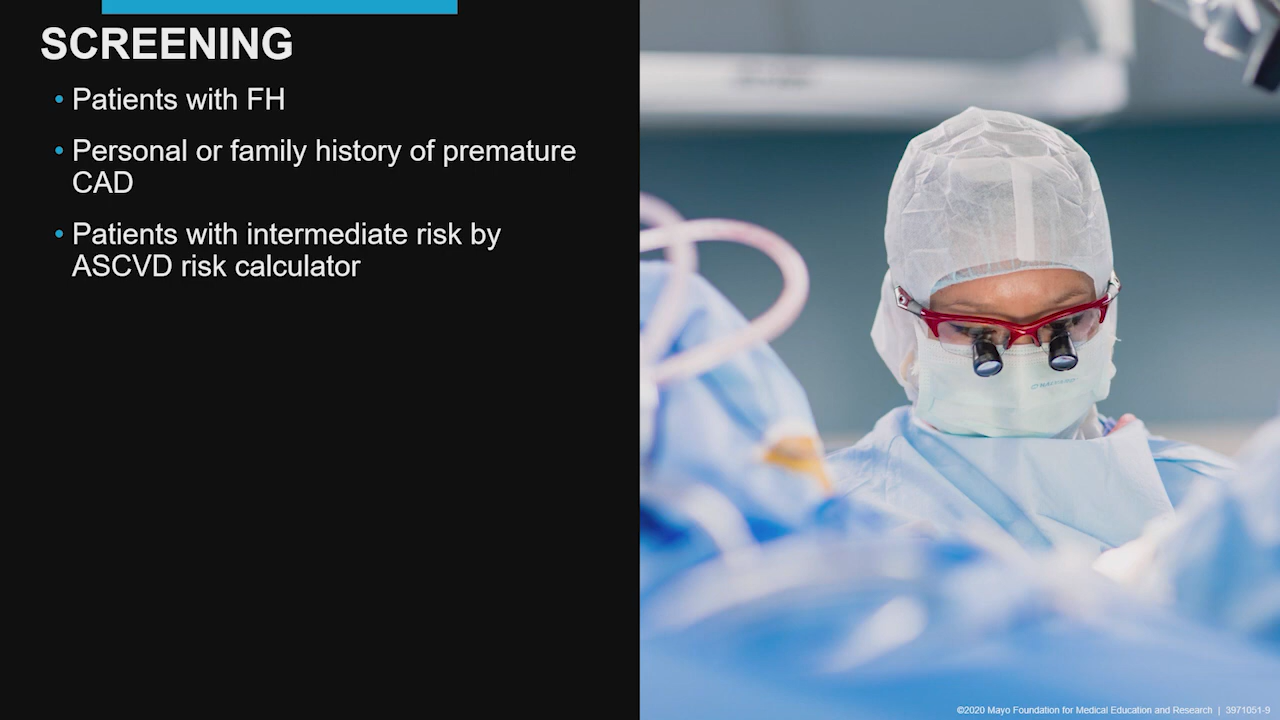 SCREENING
• Patients with FH
• Personal or family history of premature
CAD
• Patients with intermediate risk by
ASCVD risk calculator
©2020 Mayo Foundation for Medical Education and Research | 3971051-9